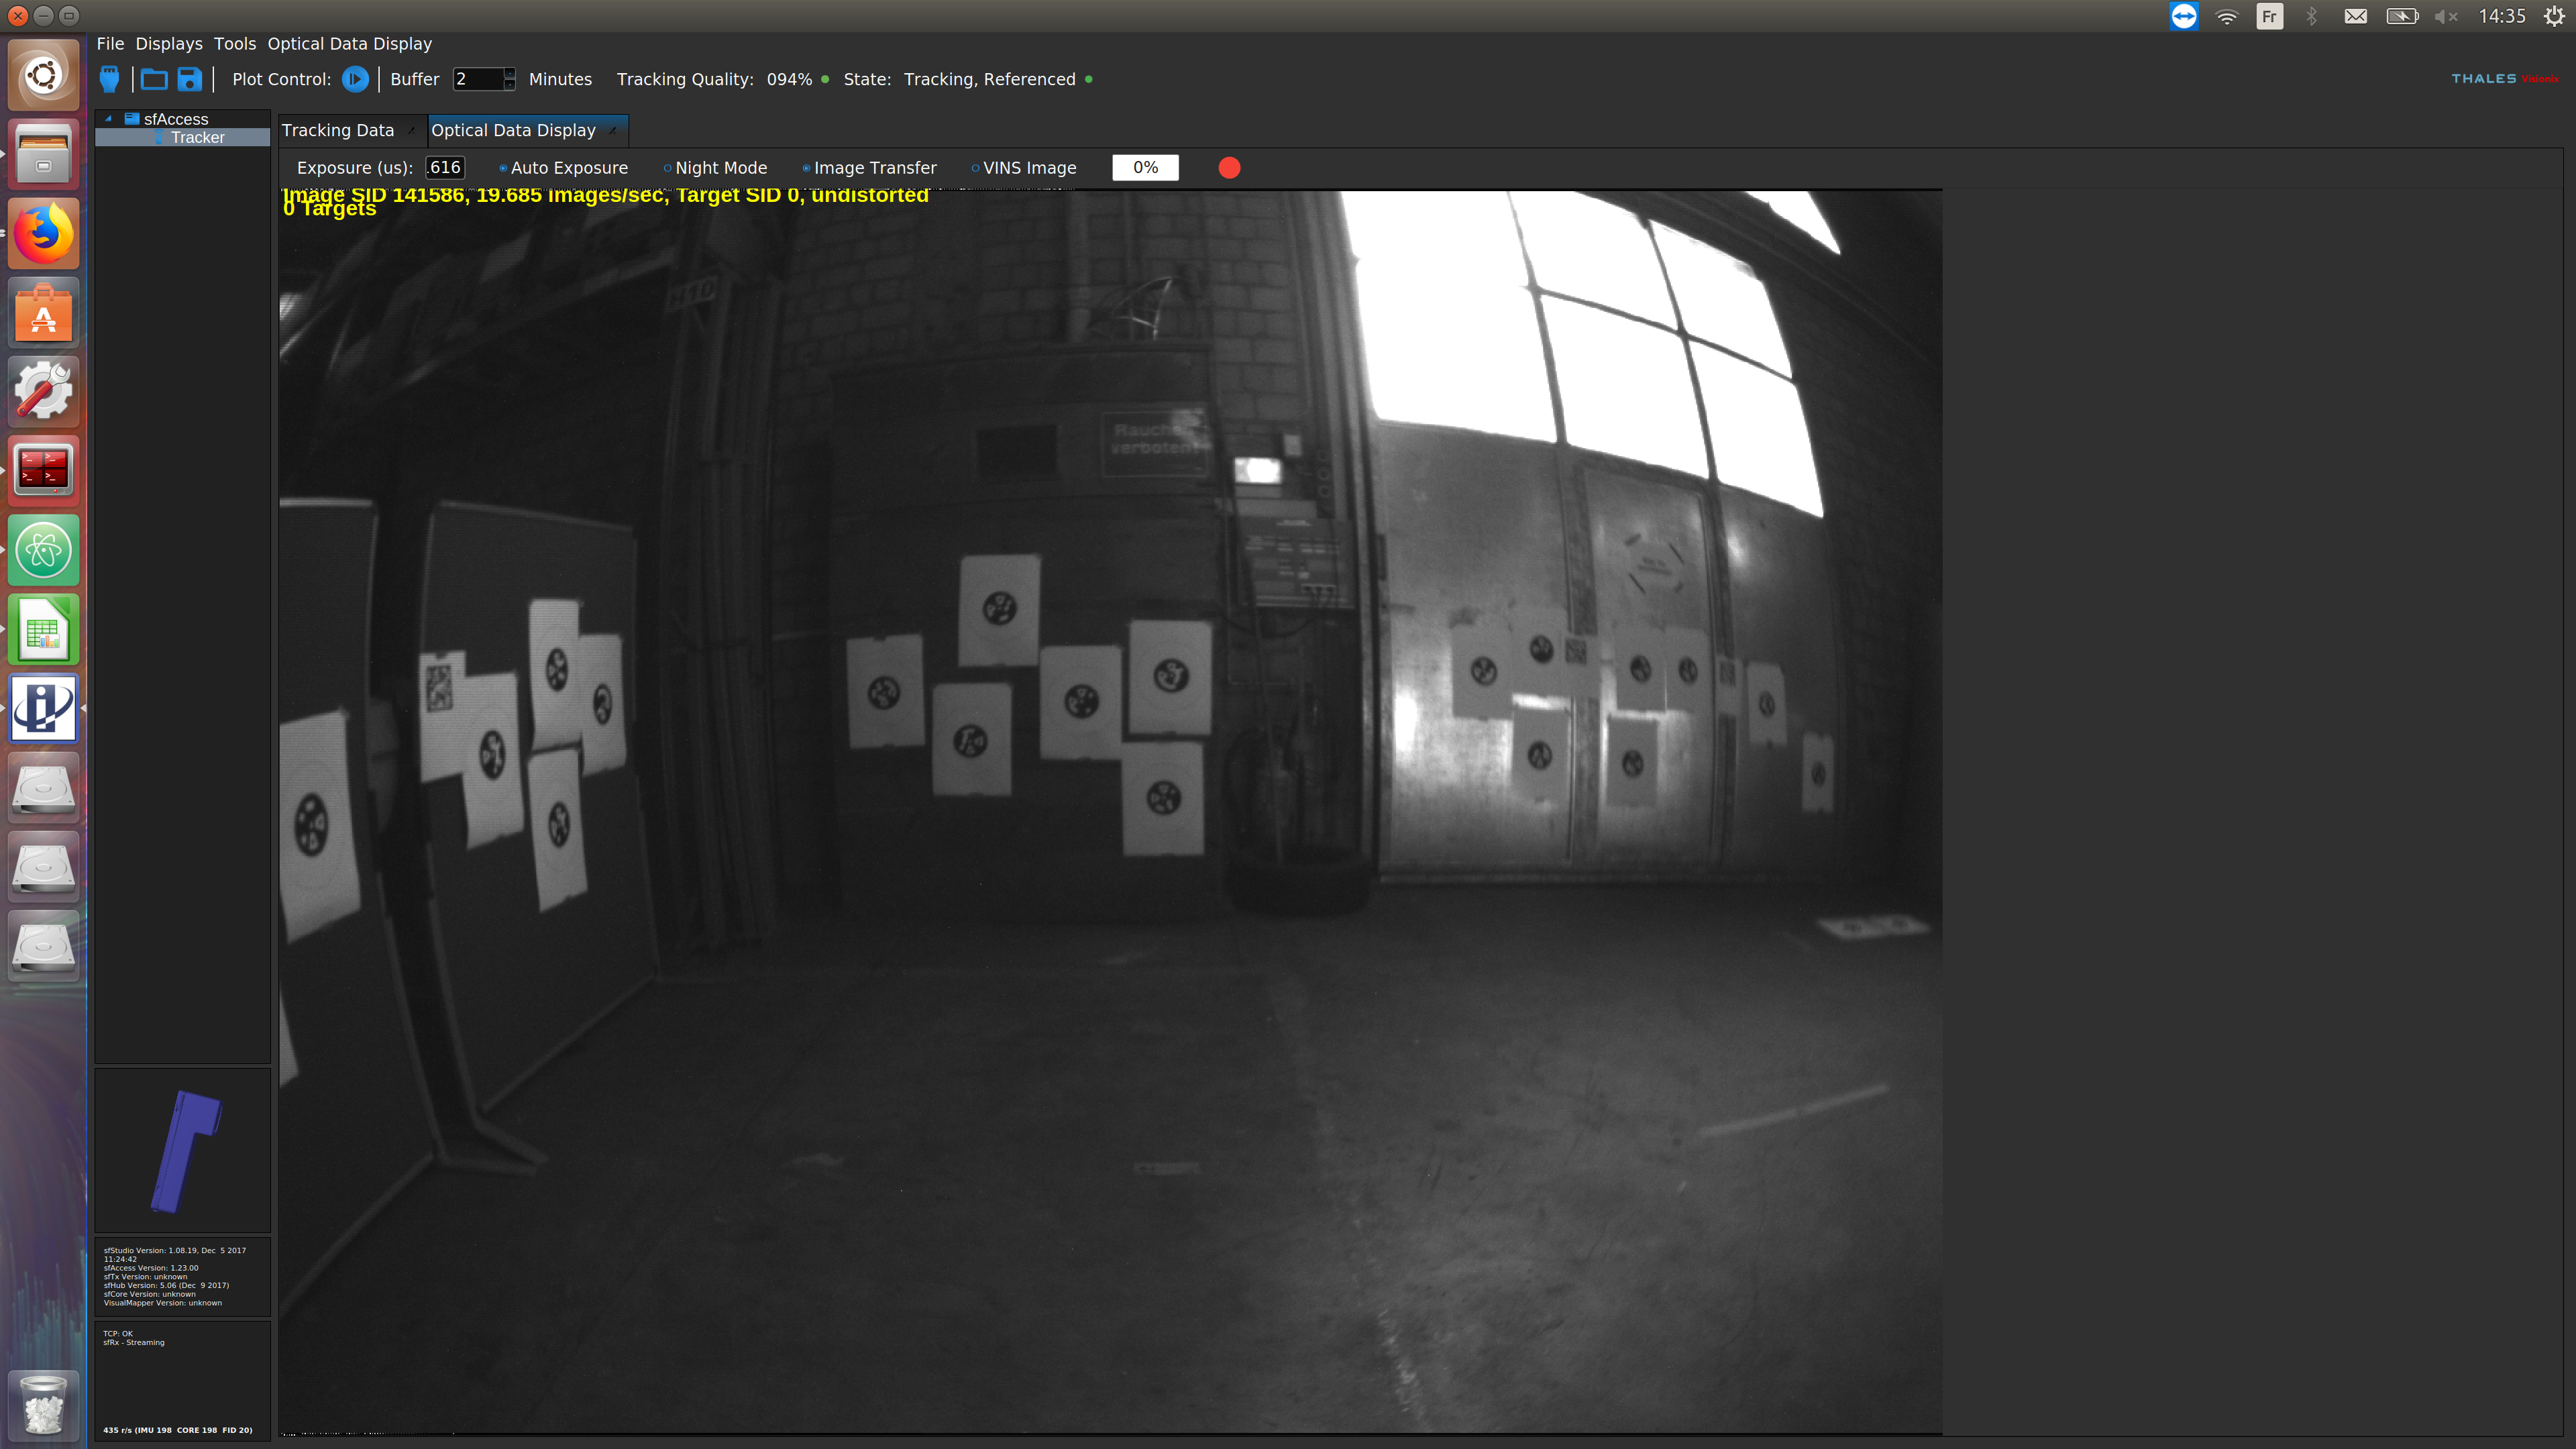 Fr
14:35
File Displays Tools Optical Data Display
Plot Control: Buffer 2 Minutes Tracking Quality: 094% State: Tracking, Referenced
THALES Visionix
sfAccess
Tracker
Tracking Data Optical Data Display
Exposure (us): .616 Auto Exposure Night Mode Image Transfer VINS Image 0%
Image SID 141586, 19.685 images/sec, Target SID 0, undistorted
0 Targets
H10
Rauchen
verboten
sfStudio Version: 1.08.19, Dec 5 2017
11:24:42
sfAccess Version: 1.23.00
sfTx Version: unknown
sfHub Version: 5.06 (Dec 9 2017)
sfCore Version: unknown
VisualMapper Version: unknown
TCP: OK
sfRx - Streaming
435 r/s (IMU 198 CORE 198 FID 20)